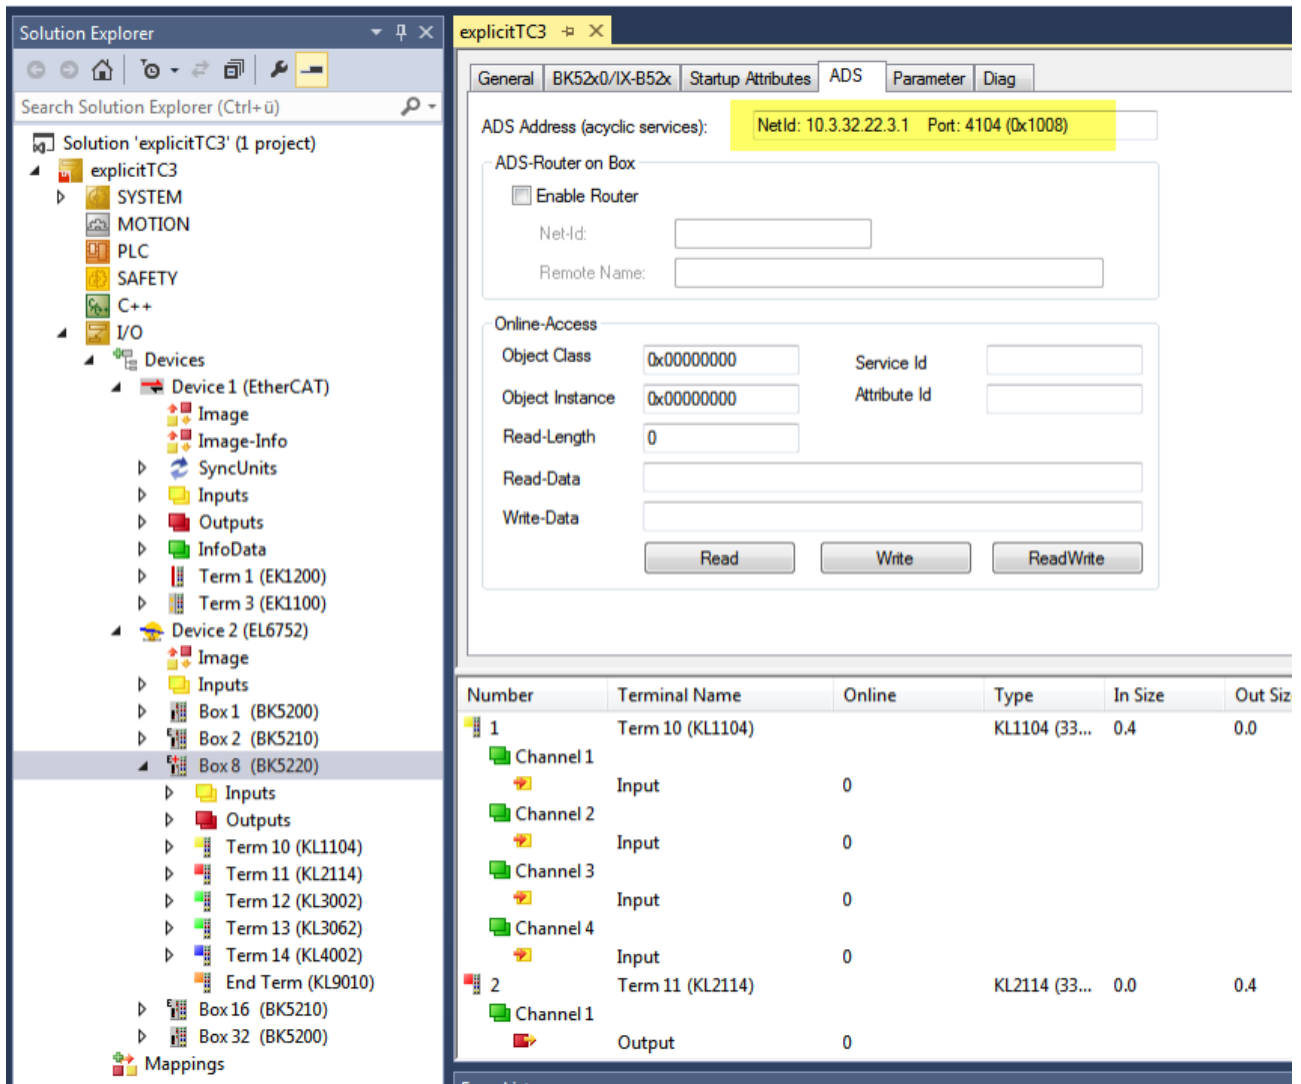 Solution Explorer
Search Solution Explorer (Ctrl+ü)
Solution 'explicitTC3' (1 project)
explicitTC3
SYSTEM
MOTION
PLC
SAFETY
C++
I/O
Devices
Device 1 (EtherCAT)
Image
Image-Info
SyncUnits
Inputs
Outputs
InfoData
Term 1 (EK1200)
Term 3 (EK1100)
Device 2 (EL6752)
Image
Inputs
Box 1 (BK5200)
Box 2 (BK5210)
Box 8 (BK5220)
Inputs
Outputs
Term 10 (KL1104)
Term 11 (KL2114)
Term 12 (KL3002)
Term 13 (KL3062)
Term 14 (KL4002)
End Term (KL9010)
Box 16 (BK5210)
Box 32 (BK5200)
Mappings
explicitTC3
General BK52x0/IX-B52x Startup Attributes ADS Parameter Diag
ADS Address (acyclic services): NetId: 10.3.32.22.3.1 Port: 4104 (0x1008)
ADS-Router on Box
Enable Router
Net-Id:
Remote Name:
Online-Access
Object Class 0x00000000 Service Id
Object Instance 0x00000000 Attribute Id
Read-Length 0
Read-Data
Write-Data
Read Write ReadWrite
Number Terminal Name Online Type In Size Out Siz
1 Term 10 (KL1104) KL1104 (33... 0.4 0.0
Channel 1
Input 0
Channel 2
Input 0
Channel 3
Input 0
Channel 4
Input 0
2 Term 11 (KL2114) KL2114 (33... 0.0 0.4
Channel 1
Output 0